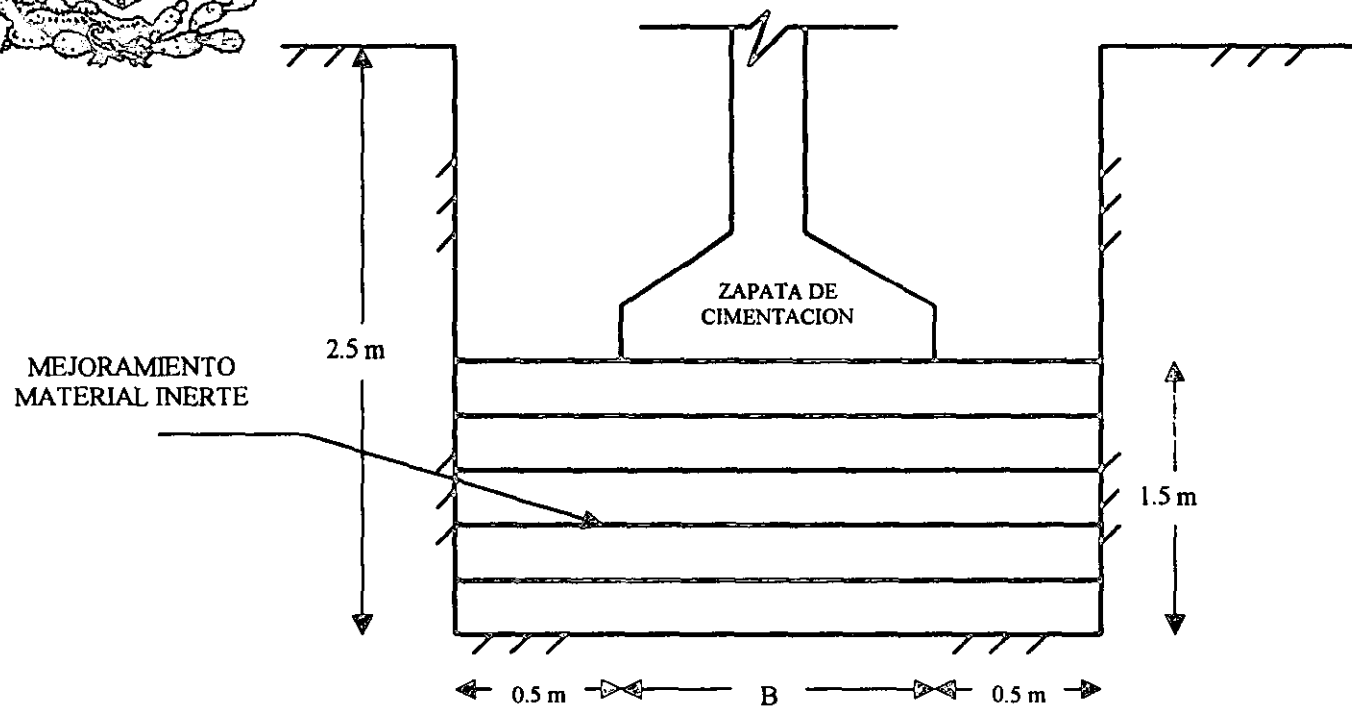 ZAPATA DE
CIMENTACION
2.5 m
MEJORAMIENTO
MATERIAL INERTE
1.5 m
0.5 m
B
0.5 m